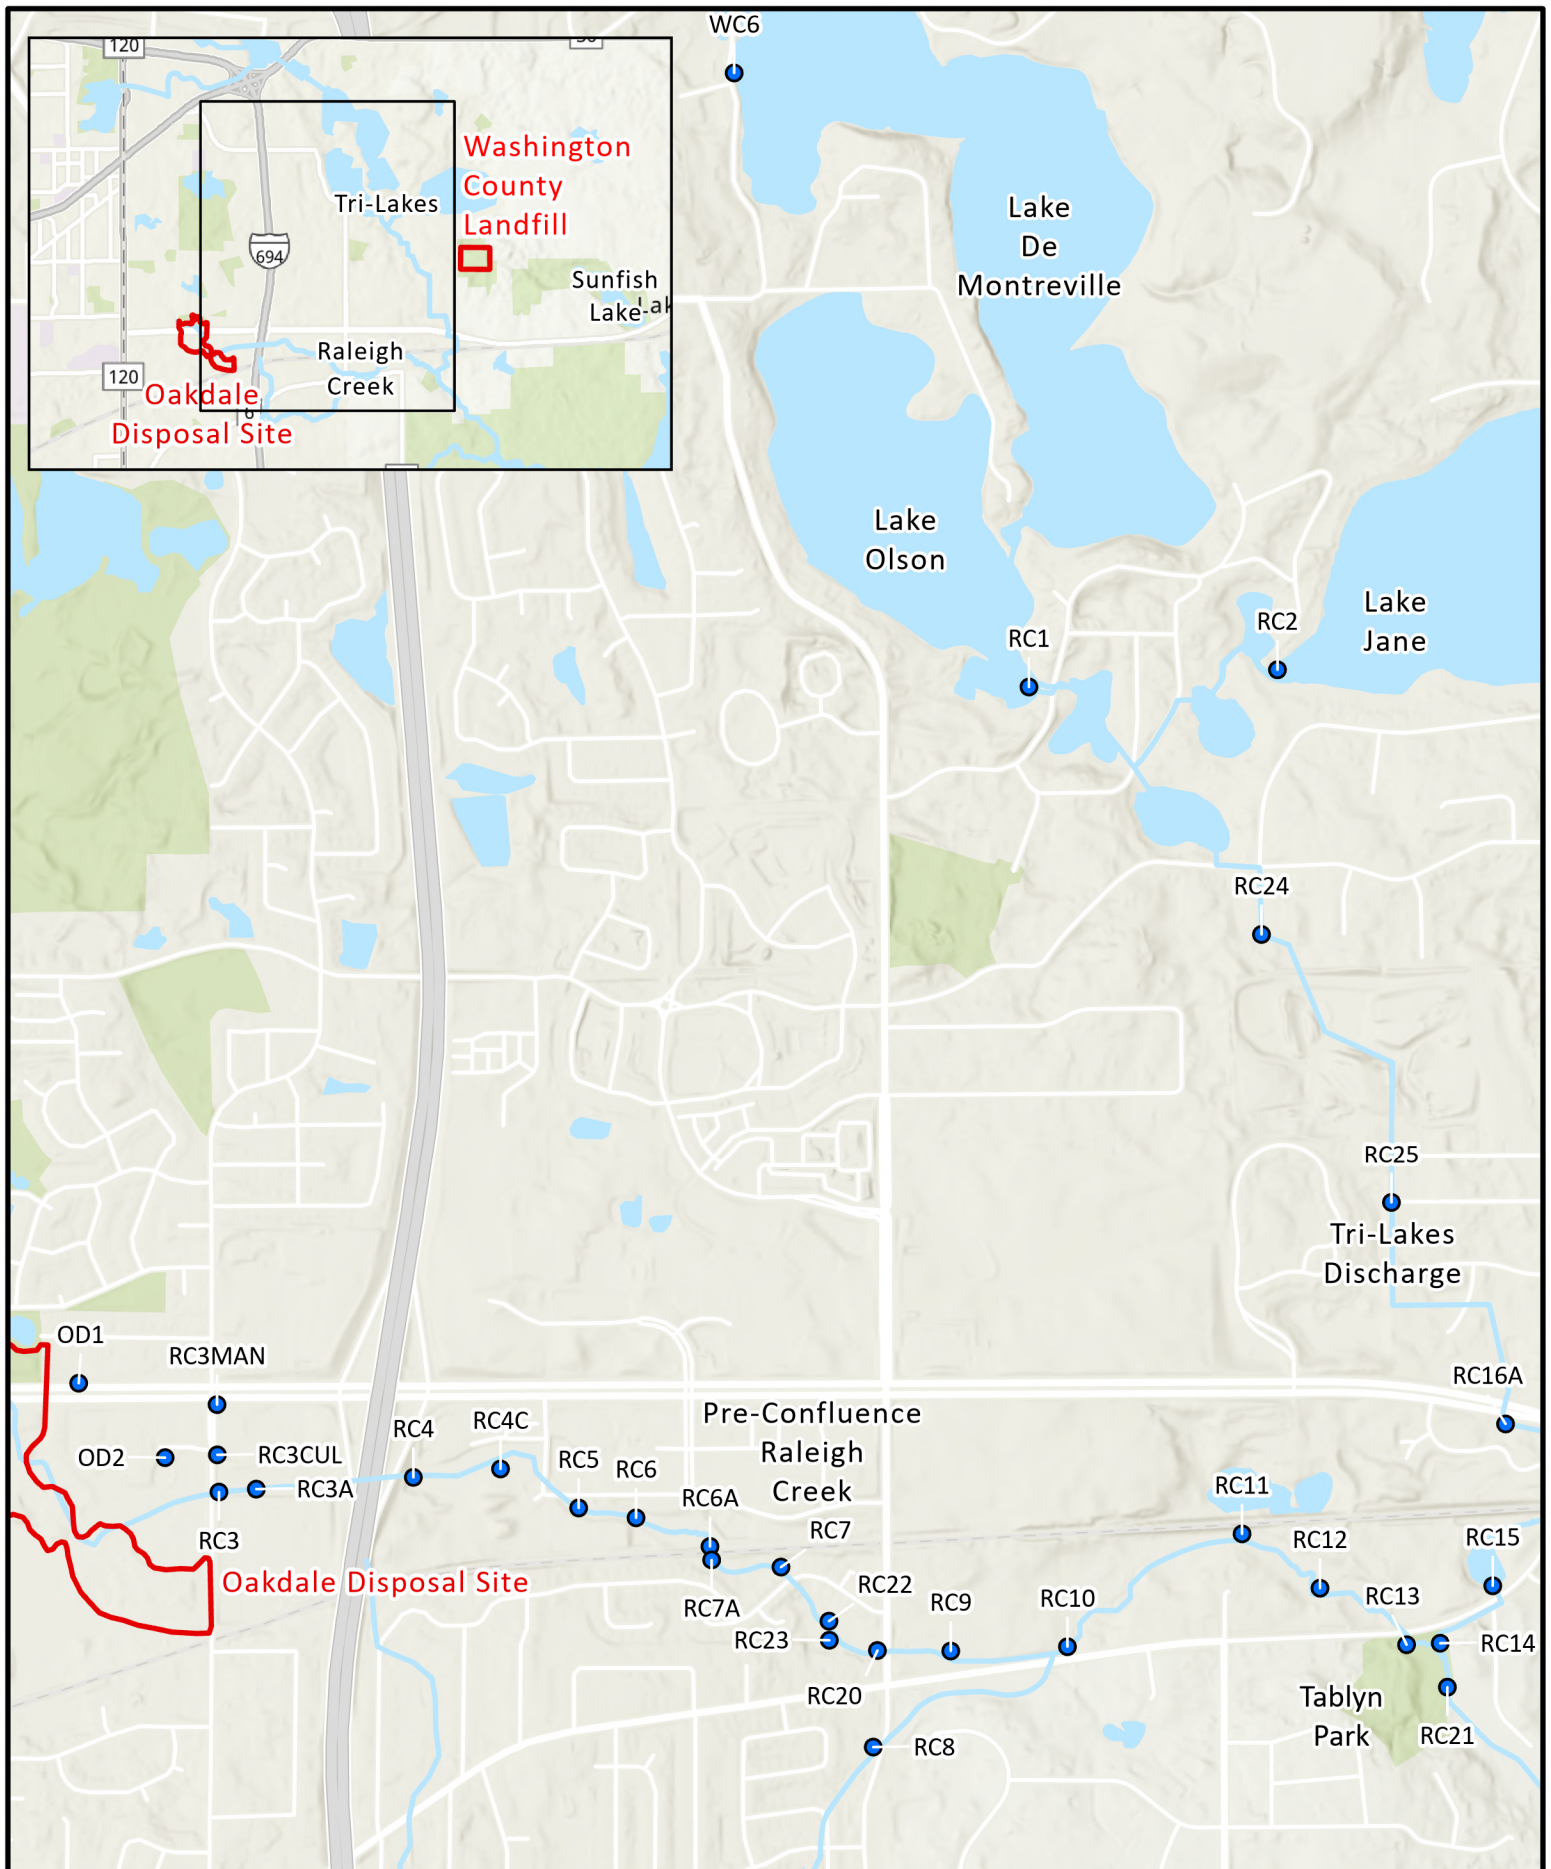 WC6
120
Washington
County
Landfill
Tri-Lakes
694
Sunfish
Lake
Raleigh
Creek
120
Oakdale
Disposal Site
Lake
De
Montreville
Lake
Olson
Lake
Jane
RC1
RC2
RC24
RC25
Tri-Lakes
Discharge
OD1
RC3MAN
RC16A
RC4
RC4C
Pre-Confluence
Raleigh
Creek
OD2
RC3CUL
RC5
RC6
RC3A
RC6A
RC11
RC3
RC7
RC12
RC15
Oakdale Disposal Site
RC22
RC7A
RC9
RC10
RC13
RC23
RC14
RC20
Tablyn
Park
RC21
RC8